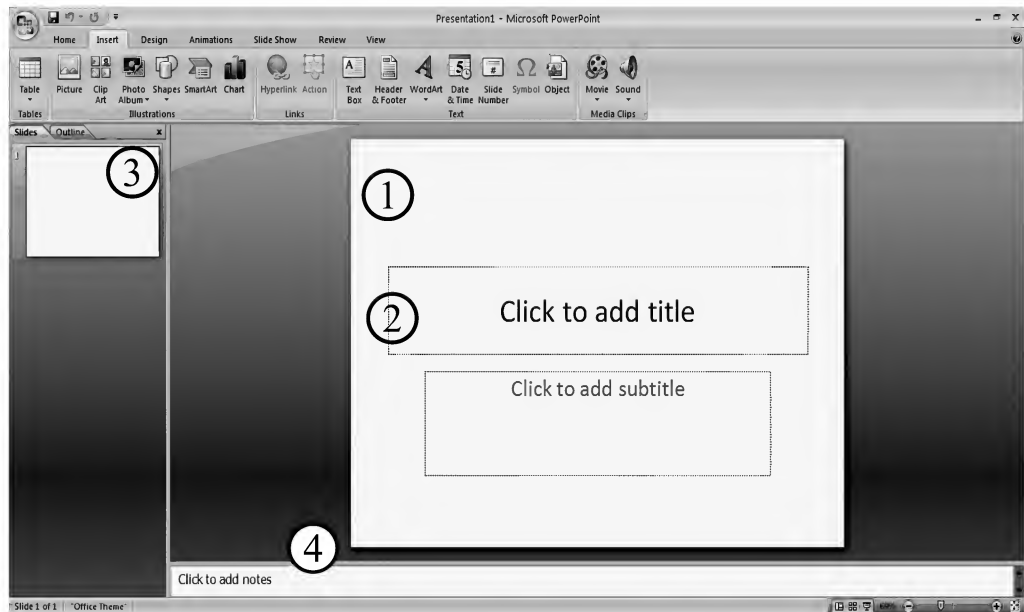 Presentation1 - Microsoft PowerPoint
Home Insert Design Animations Slide Show Review View
Table Picture Clip Art Photo Album Shapes SmartArt Chart Hyperlink Action Text Box Header & Footer WordArt Date & Time Slide Number Symbol Object Movie Sound
Tables Illustrations Links Text Media Clips
Slides Outline x
1
3
1
2
Click to add title
Click to add subtitle
4
Click to add notes
Slide 1 of 1 "Office Theme"